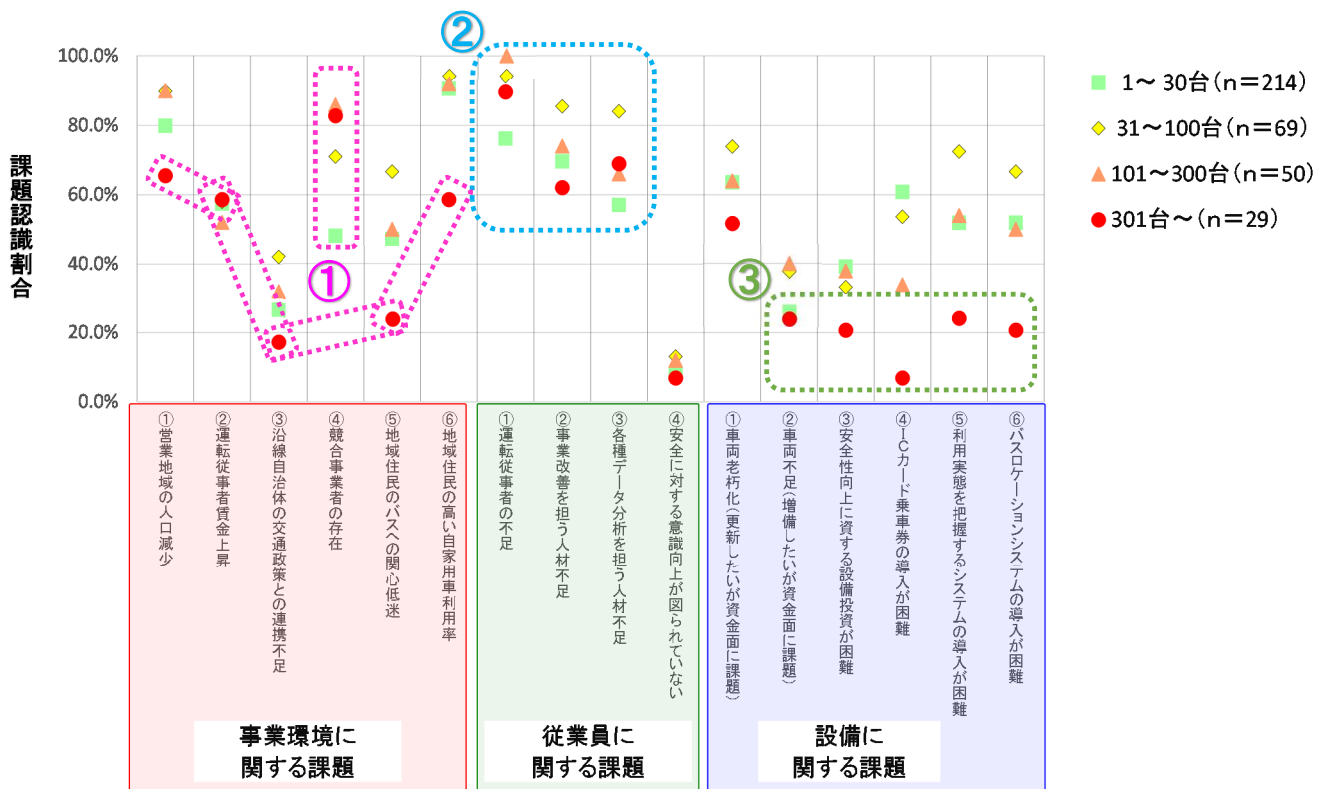 ②
100.0%
80.0%
60.0%
40.0%
20.0%
0.0%
課題認識割合
①
③
1～ 30台(n＝214)
31～100台(n＝69)
101～300台(n＝50)
301台～(n＝29)
①営業地域の人口減少
②運転従事者賃金上昇
③沿線自治体の交通政策との連携不足
④競合事業者の存在
⑤地域住民のバスへの関心低迷
⑥地域住民の高い自家用車利用率
①運転従事者の不足
②事業改善を担う人材不足
③各種データ分析を担う人材不足
④安全に対する意識向上が図られていない
①車両老朽化(更新したいが資金面に課題)
②車両不足(増備したいが資金面に課題)
③安全性向上に資する設備投資が困難
④ICカード乗車券の導入が困難
⑤利用実態を把握するシステムの導入が困難
⑥バスロケーションシステムの導入が困難
事業環境に
関する課題
従業員に
関する課題
設備に
関する課題